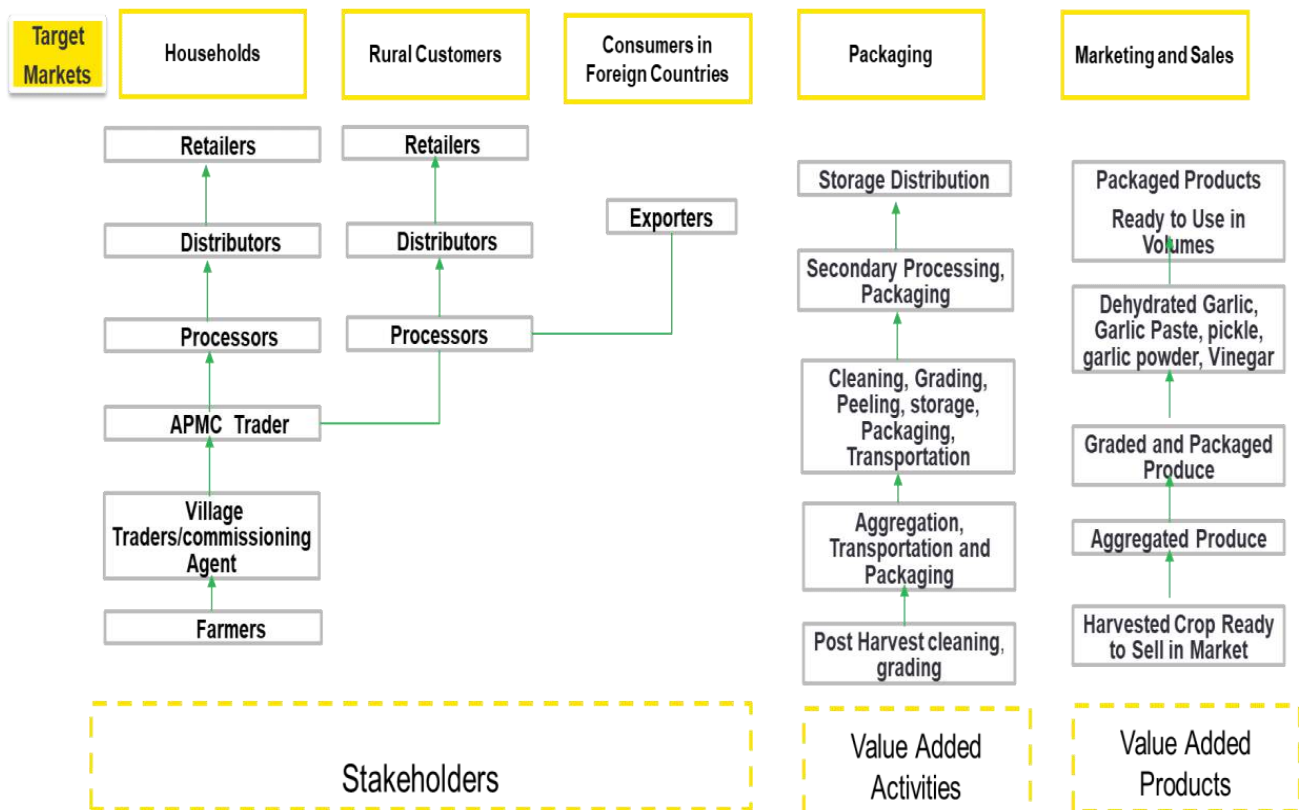 Target
Markets
Households
Rural Customers
Consumers in
Foreign Countries
Packaging
Marketing and Sales
Retailers
Distributors
Processors
APMC Trader
Village
Traders/commissioning
Agent
Farmers
Retailers
Distributors
Processors
Exporters
Storage Distribution
Secondary Processing,
Packaging
Cleaning, Grading,
Peeling, storage,
Packaging,
Transportation
Aggregation,
Transportation and
Packaging
Post Harvest cleaning,
grading
Packaged Products
Ready to Use in
Volumes
Dehydrated Garlic,
Garlic Paste, pickle,
garlic powder, Vinegar
Graded and Packaged
Produce
Aggregated Produce
Harvested Crop Ready
to Sell in Market
Stakeholders
Value Added
Activities
Value Added
Products